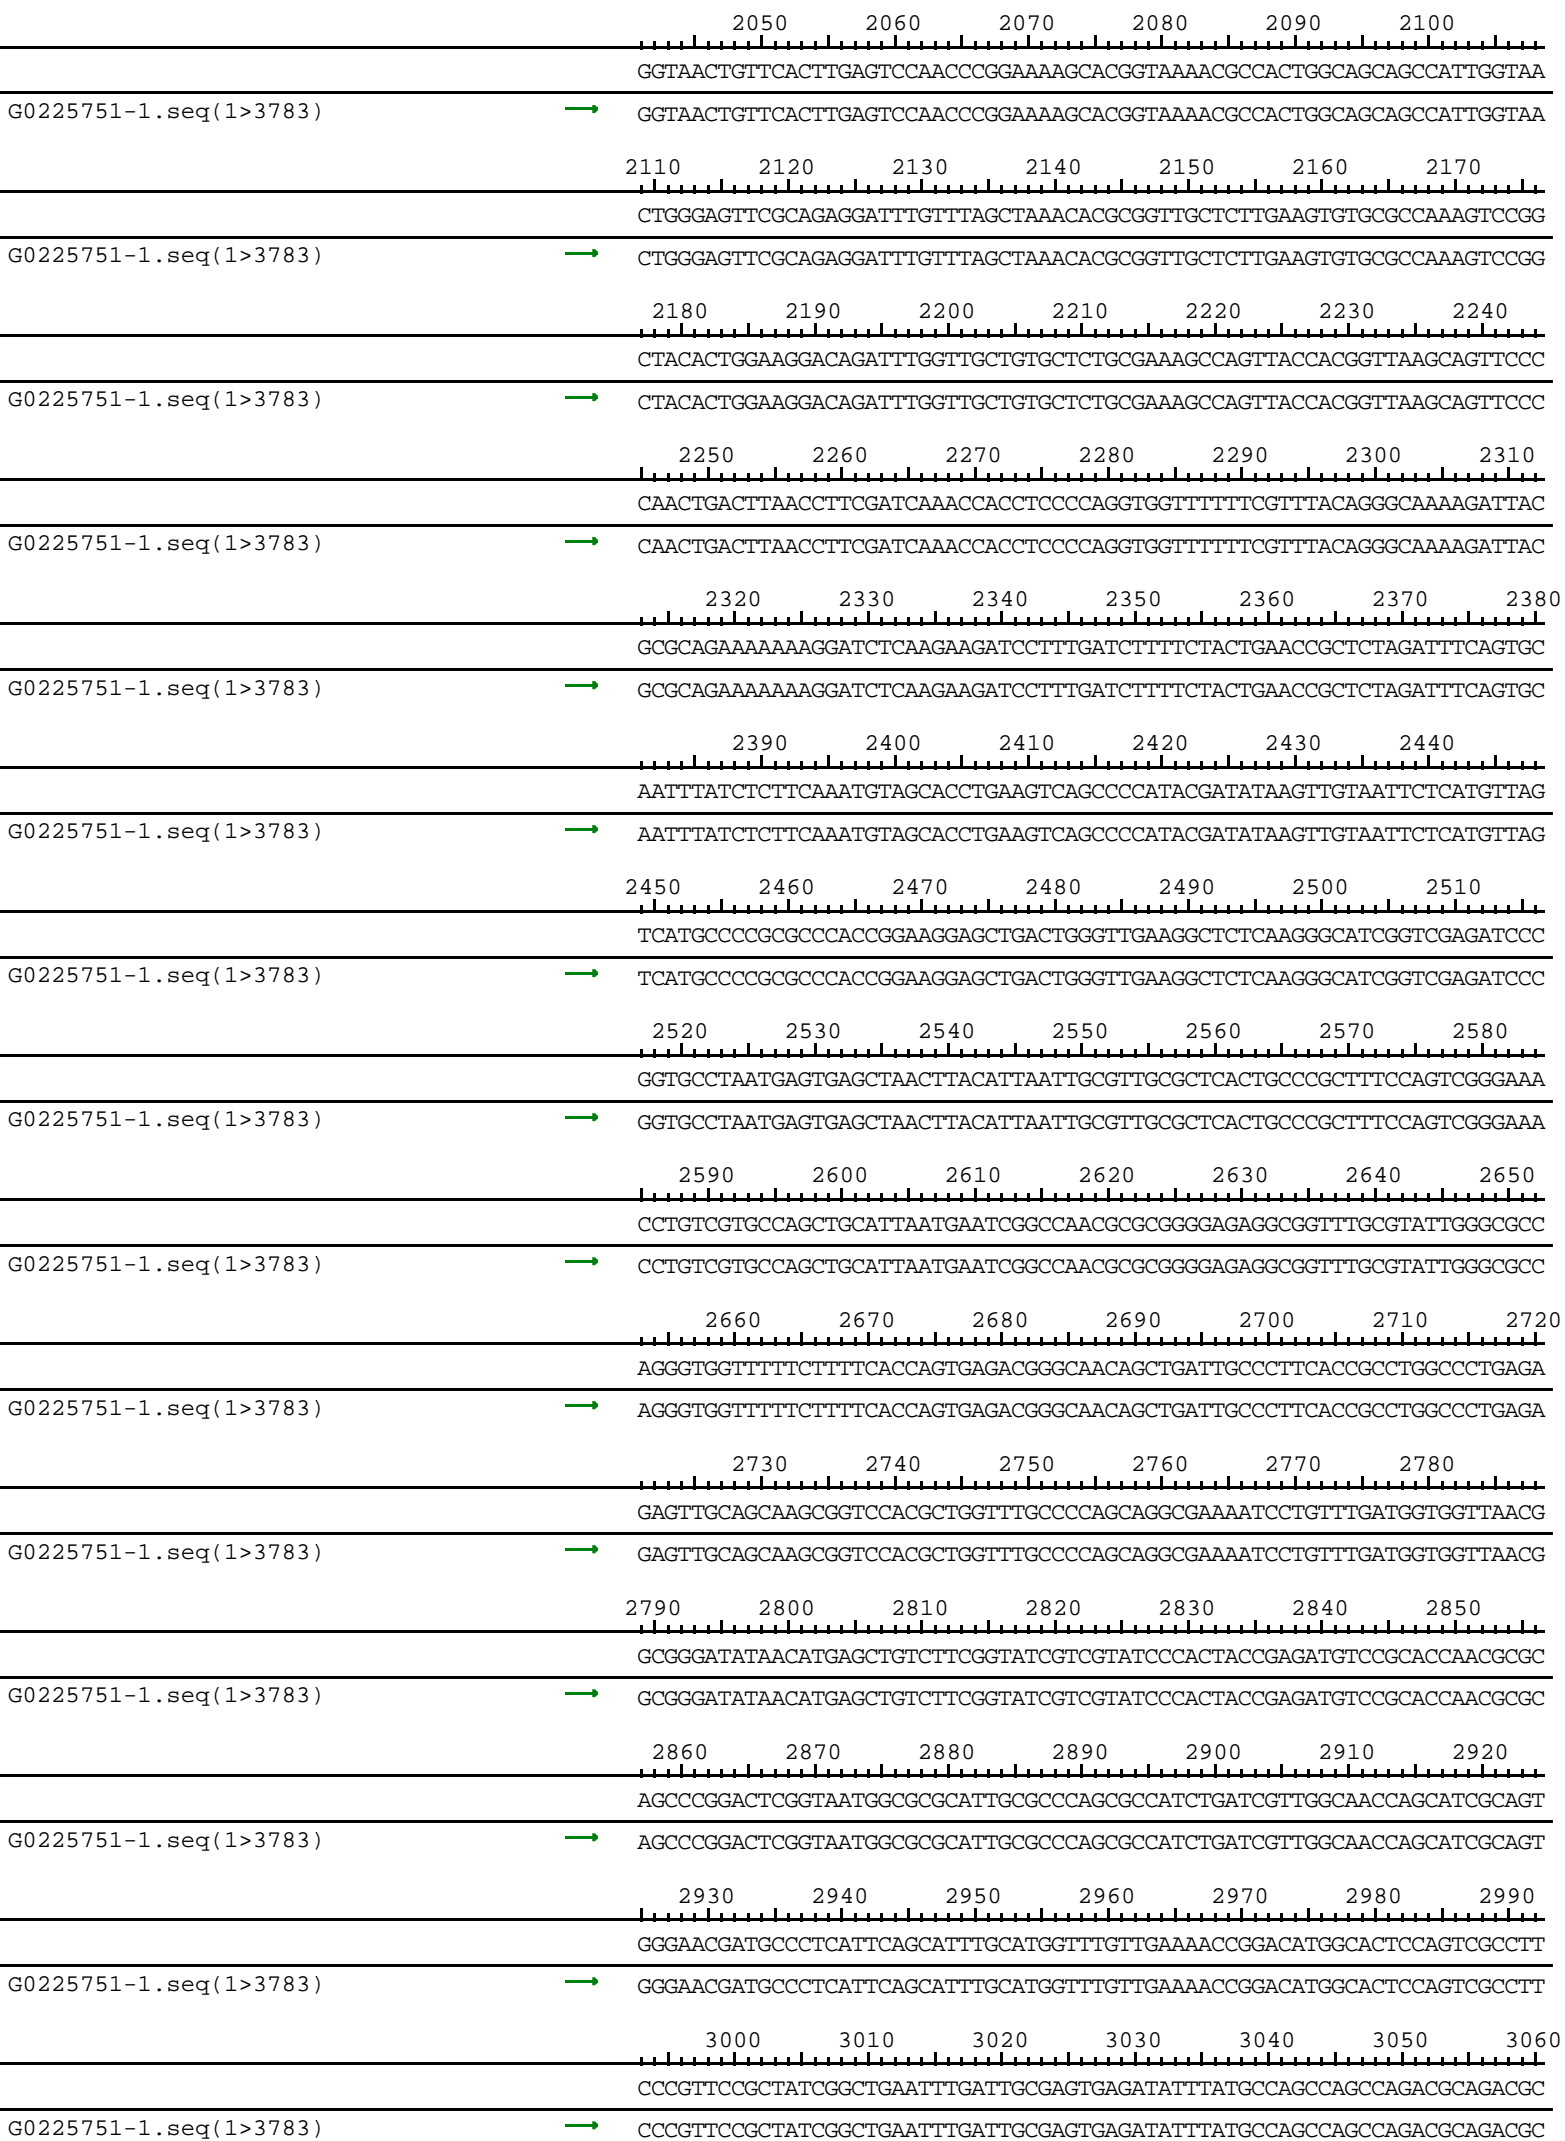 2050 2060 2070 2080 2090 2100
GGTAACTGTTCACTTGAGTCCAACCCGGAAAAGCACGGTAAAACGCCACTGGCAGCAGCCATTGGTAA
G0225751-1.seq(1>3783) → GGTAACTGTTCACTTGAGTCCAACCCGGAAAAGCACGGTAAAACGCCACTGGCAGCAGCCATTGGTAA
2110 2120 2130 2140 2150 2160 2170
CTGGGAGTTCGCAGAGGATTTGTTTAGCTAAACACGCGGTTGCTCTTGAAGTGTGCGCCAAAGTCCGG
G0225751-1.seq(1>3783) → CTGGGAGTTCGCAGAGGATTTGTTTAGCTAAACACGCGGTTGCTCTTGAAGTGTGCGCCAAAGTCCGG
2180 2190 2200 2210 2220 2230 2240
CTACACTGGAAGGACAGATTTGGTTGCTGTGCTCTGCGAAAGCCAGTTACCACGGTTAAGCAGTTCCC
G0225751-1.seq(1>3783) → CTACACTGGAAGGACAGATTTGGTTGCTGTGCTCTGCGAAAGCCAGTTACCACGGTTAAGCAGTTCCC
2250 2260 2270 2280 2290 2300 2310
CAACTGACTTAACCTTCGATCAAACCACCTCCCCAGGTGGTTTTTTCGTTTACAGGGCAAAAGATTAC
G0225751-1.seq(1>3783) → CAACTGACTTAACCTTCGATCAAACCACCTCCCCAGGTGGTTTTTTCGTTTACAGGGCAAAAGATTAC
2320 2330 2340 2350 2360 2370 2380
GCGCAGAAAAAAAGGATCTCAAGAAGATCCTTTGATCTTTTCTACTGAACCGCTCTAGATTTCAGTGC
G0225751-1.seq(1>3783) → GCGCAGAAAAAAAGGATCTCAAGAAGATCCTTTGATCTTTTCTACTGAACCGCTCTAGATTTCAGTGC
2390 2400 2410 2420 2430 2440
AATTTATCTCTTCAAATGTAGCACCTGAAGTCAGCCCCATACGATATAAGTTGTAATTCTCATGTTAG
G0225751-1.seq(1>3783) → AATTTATCTCTTCAAATGTAGCACCTGAAGTCAGCCCCATACGATATAAGTTGTAATTCTCATGTTAG
2450 2460 2470 2480 2490 2500 2510
TCATGCCCCGCGCCCACCGGAAGGAGCTGACTGGGTTGAAGGCTCTCAAGGGCATCGGTCGAGATCCC
G0225751-1.seq(1>3783) → TCATGCCCCGCGCCCACCGGAAGGAGCTGACTGGGTTGAAGGCTCTCAAGGGCATCGGTCGAGATCCC
2520 2530 2540 2550 2560 2570 2580
GGTGCCTAATGAGTGAGCTAACTTACATTAATTGCGTTGCGCTCACTGCCCGCTTTCCAGTCGGGAAA
G0225751-1.seq(1>3783) → GGTGCCTAATGAGTGAGCTAACTTACATTAATTGCGTTGCGCTCACTGCCCGCTTTCCAGTCGGGAAA
2590 2600 2610 2620 2630 2640 2650
CCTGTCGTGCCAGCTGCATTAATGAATCGGCCAACGCGCGGGGAGAGGCGGTTTGCGTATTGGGCGCC
G0225751-1.seq(1>3783) → CCTGTCGTGCCAGCTGCATTAATGAATCGGCCAACGCGCGGGGAGAGGCGGTTTGCGTATTGGGCGCC
2660 2670 2680 2690 2700 2710 2720
AGGGTGGTTTTTCTTTTCACCAGTGAGACGGGCAACAGCTGATTGCCCTTCACCGCCTGGCCCTGAGA
G0225751-1.seq(1>3783) → AGGGTGGTTTTTCTTTTCACCAGTGAGACGGGCAACAGCTGATTGCCCTTCACCGCCTGGCCCTGAGA
2730 2740 2750 2760 2770 2780
GAGTTGCAGCAAGCGGTCCACGCTGGTTTGCCCCAGCAGGCGAAAATCCTGTTTGATGGTGGTTAACG
G0225751-1.seq(1>3783) → GAGTTGCAGCAAGCGGTCCACGCTGGTTTGCCCCAGCAGGCGAAAATCCTGTTTGATGGTGGTTAACG
2790 2800 2810 2820 2830 2840 2850
GCGGGATATAACATGAGCTGTCTTCGGTATCGTCGTATCCCACTACCGAGATGTCCGCACCAACGCGC
G0225751-1.seq(1>3783) → GCGGGATATAACATGAGCTGTCTTCGGTATCGTCGTATCCCACTACCGAGATGTCCGCACCAACGCGC
2860 2870 2880 2890 2900 2910 2920
AGCCCGGACTCGGTAATGGCGCGCATTGCGCCCAGCGCCATCTGATCGTTGGCAACCAGCATCGCAGT
G0225751-1.seq(1>3783) → AGCCCGGACTCGGTAATGGCGCGCATTGCGCCCAGCGCCATCTGATCGTTGGCAACCAGCATCGCAGT
2930 2940 2950 2960 2970 2980 2990
GGGAACGATGCCCTCATTCAGCATTTGCATGGTTTGTTGAAAACCGGACATGGCACTCCAGTCGCCTT
G0225751-1.seq(1>3783) → GGGAACGATGCCCTCATTCAGCATTTGCATGGTTTGTTGAAAACCGGACATGGCACTCCAGTCGCCTT
3000 3010 3020 3030 3040 3050 3060
CCCGTTCCGCTATCGGCTGAATTTGATTGCGAGTGAGATATTTATGCCAGCCAGCCAGACGCAGACGC
G0225751-1.seq(1>3783) → CCCGTTCCGCTATCGGCTGAATTTGATTGCGAGTGAGATATTTATGCCAGCCAGCCAGACGCAGACGC